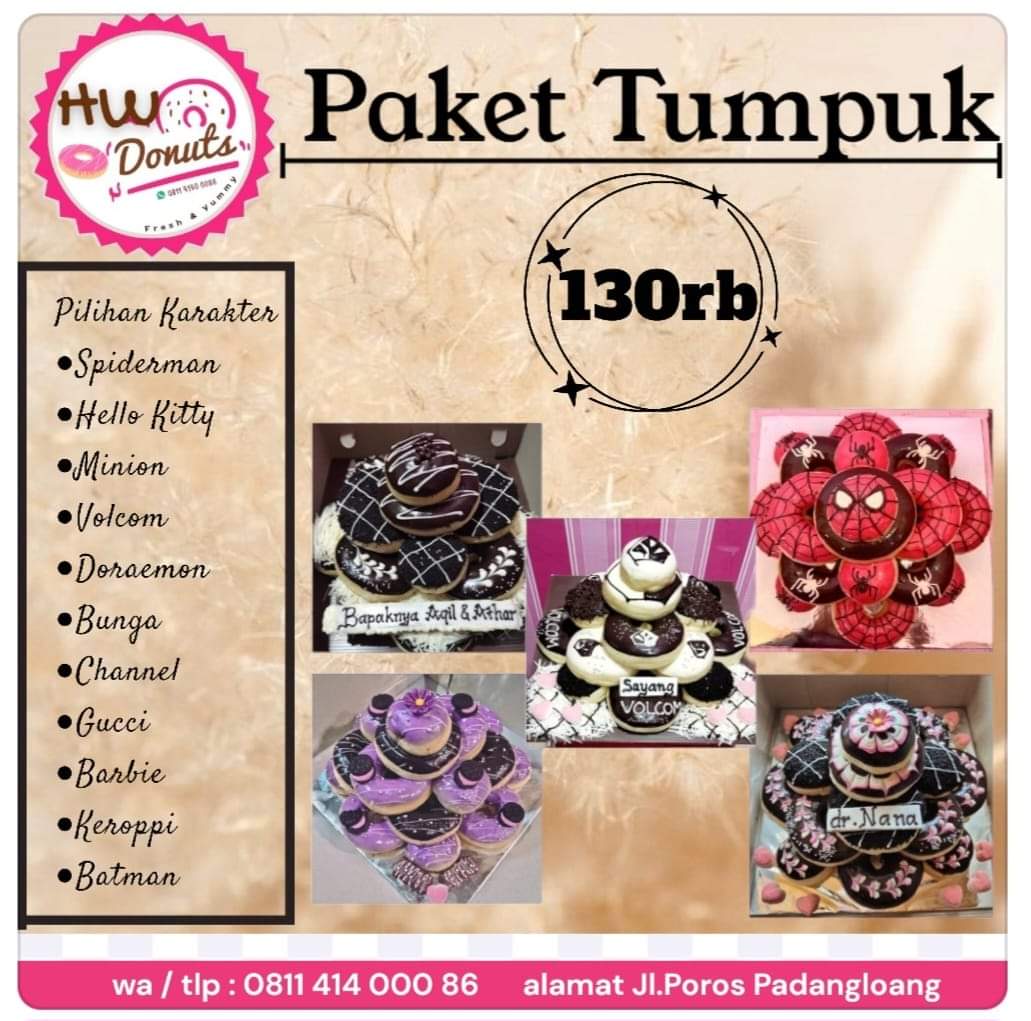 HW
Donuts
Fresh & Yummy
Paket Tumpuk
130rb
Pilihan Karakter
•Spiderman
•Hello Kitty
•Minion
•Volcom
•Doraemon
•Bunga
•Channel
•Gucci
•Barbie
•Keroppi
•Batman
Bapaknya Aqil & Athar
VOLCOM
VOLC
Sayang
VOLCOM
dr. Nana
wa / tlp : 0811 414 000 86 alamat Jl.Poros Padangloang